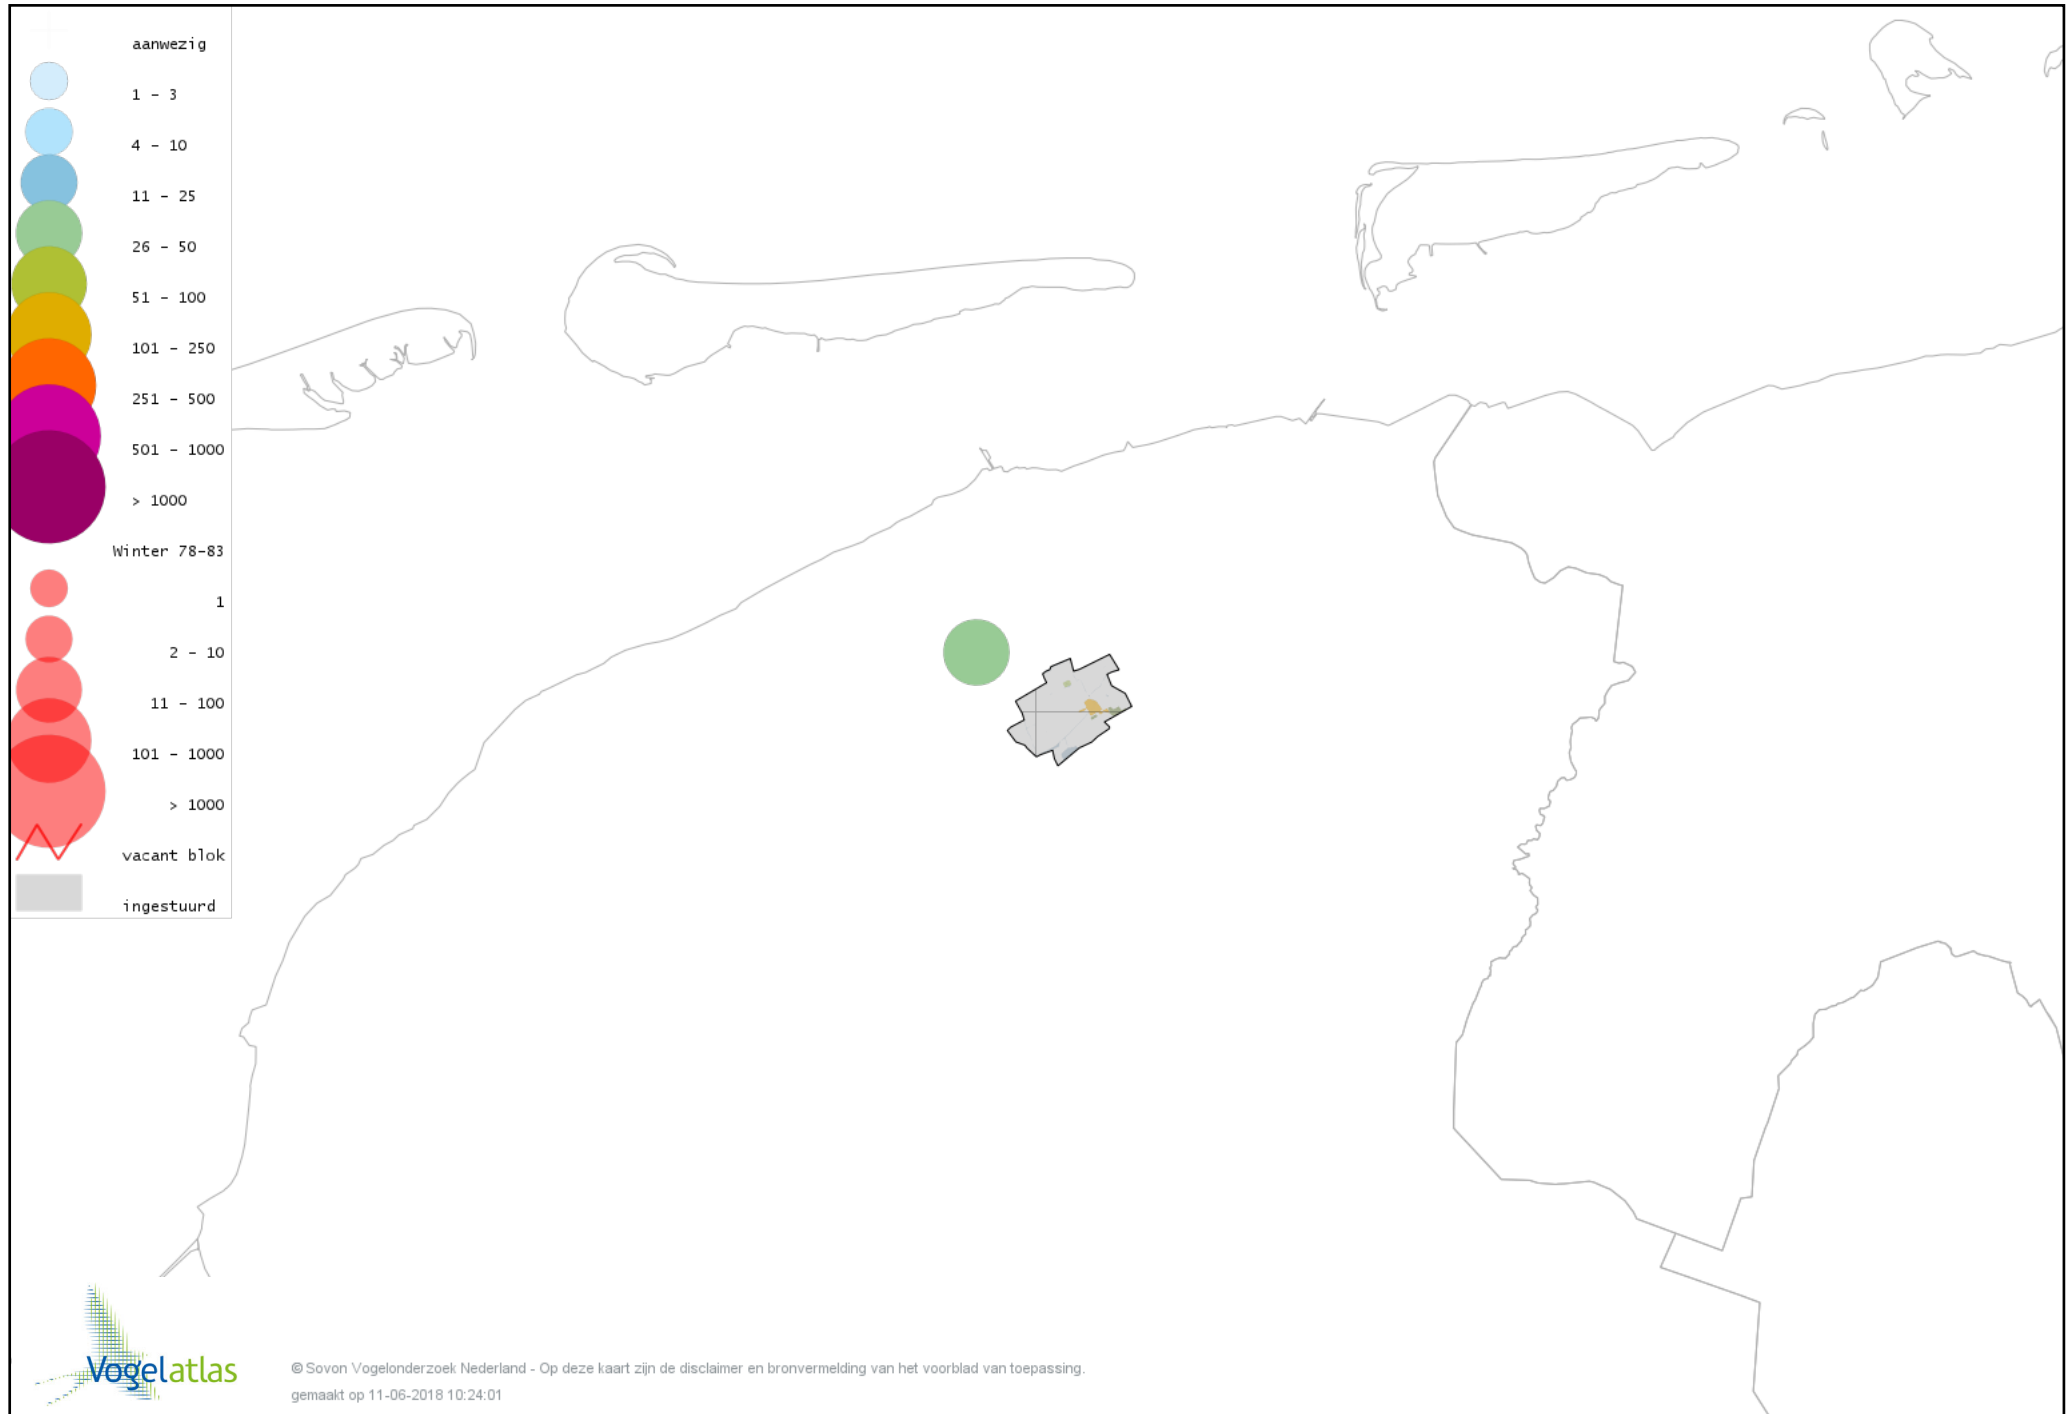 aanwezig
1 - 3
4 - 10
11 - 25
26 - 50
51 - 100
101 - 250
251 - 500
501 - 1000
> 1000
Winter 78-83
1
2 - 10
11 - 100
101 - 1000
> 1000
vacant blok
ingestuurd
Vogelatlas
© Sovon Vogelonderzoek Nederland - Op deze kaart zijn de disclaimer en bronvermelding van het voorblad van toepassing.
gemaakt op 11-06-2018 10:24:01